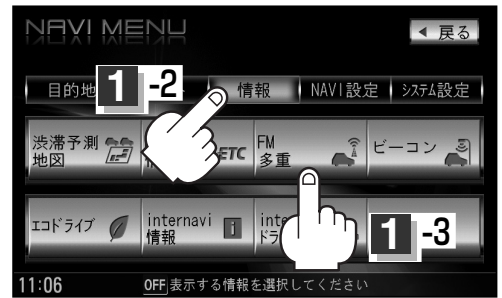 NAVI MENU
◀ 戻る
目的地
1-2
情報
NAVI設定
システム設定
渋滞予測
地図
ETC
FM
多重
ビーコン
エコドライブ
internavi
情報
inte
ドラ
1-3
11:06
OFF 表示する情報を選択してください